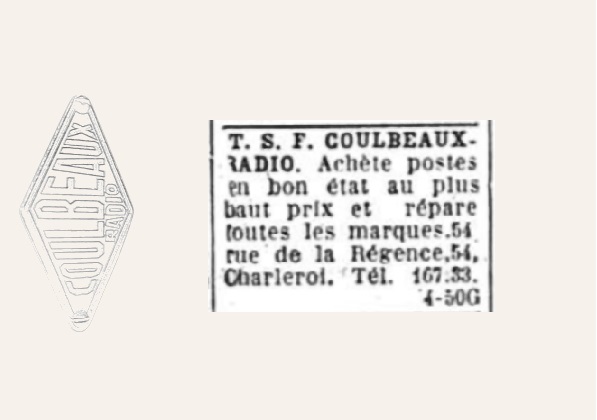 COULBEAUX
RADIO
T. S. F. COULBEAUX-
RADIO. Achète postes
en bon état au plus
haut prix et répare
toutes les marques.54
rue de la Régence,54,
Charleroi. Tél. 167.33.
4-50G